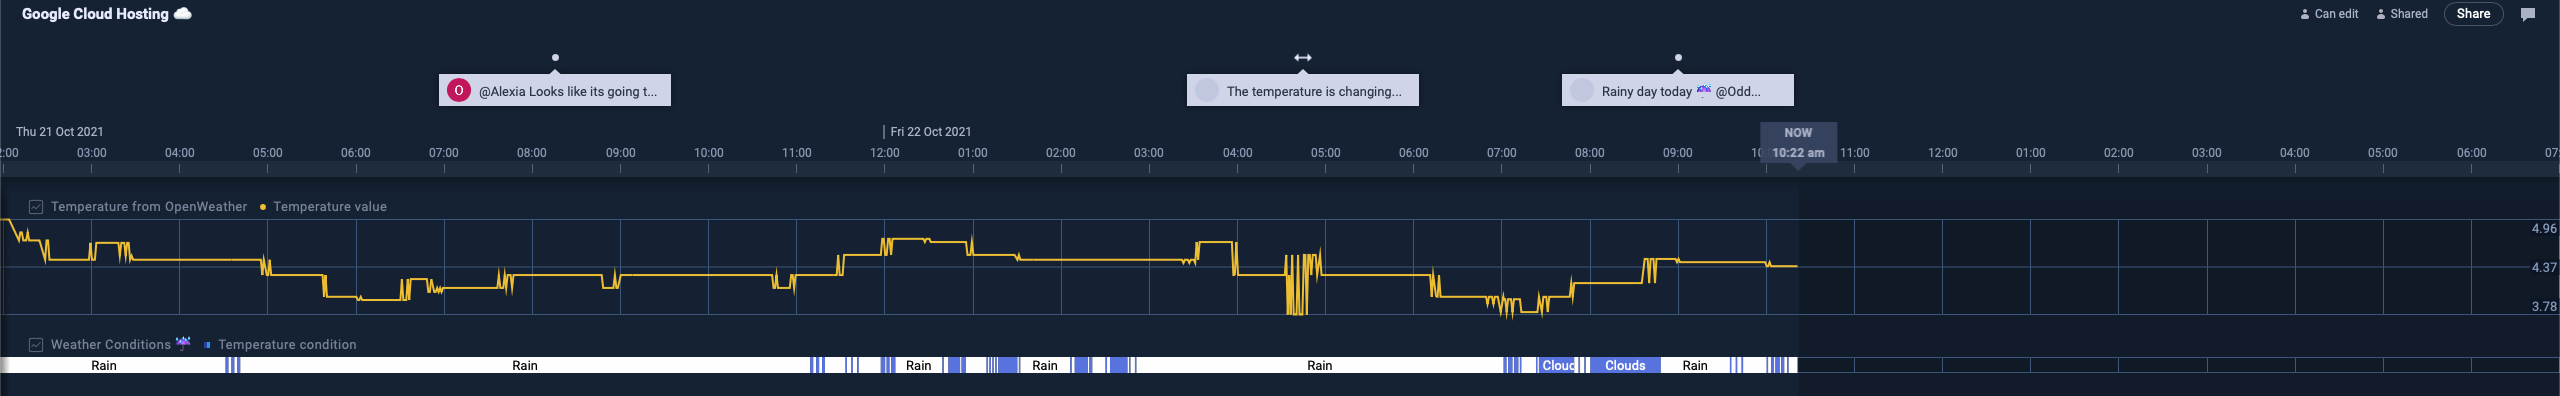 Google Cloud Hosting ☁️
Can edit Shared Share
O @Alexia Looks like its going t...
The temperature is changing...
Rainy day today ☔ @Odd...
Thu 21 Oct 2021 Fri 22 Oct 2021 NOW
:00 03:00 04:00 05:00 06:00 07:00 08:00 09:00 10:00 11:00 12:00 01:00 02:00 03:00 04:00 05:00 06:00 07:00 08:00 09:00 10: 10:22 am 11:00 12:00 01:00 02:00 03:00 04:00 05:00 06:00 07:
Temperature from OpenWeather Temperature value
4.96
4.37
3.78
Weather Conditions ☔ Temperature condition
Rain Rain Rain Rain Rain Cloud Clouds Rain